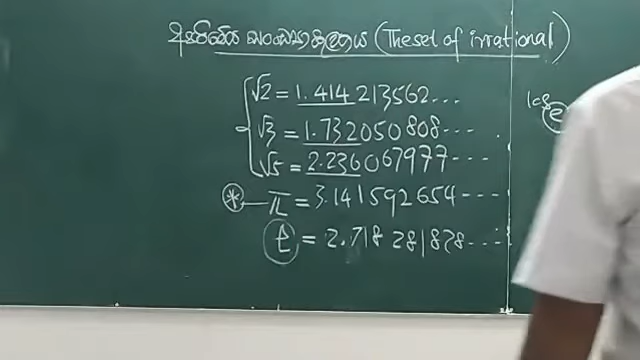 අපරිමේය සංඛ්‍යා කුලකය (The set of irrational)
√2 = 1.414213562...
√3 = 1.732050808...
√5 = 2.236067977...
* π = 3.141592654...
e = 2.718281828...
log e